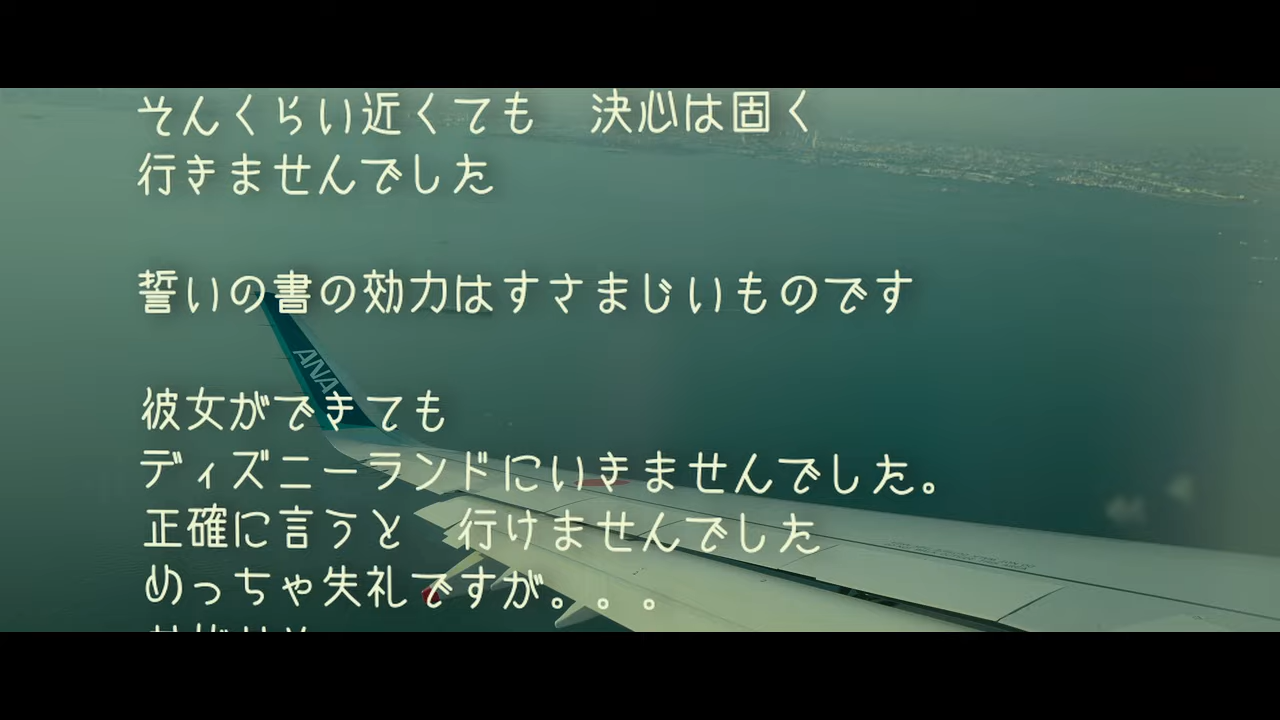 そんくらい近くても　決心は固く
行きませんでした
誓いの書の効力はすさまじいものです
ANA
彼女ができても
ディズニーランドにいきませんでした。
正確に言うと　行けませんでした
めっちゃ失礼ですが。。。